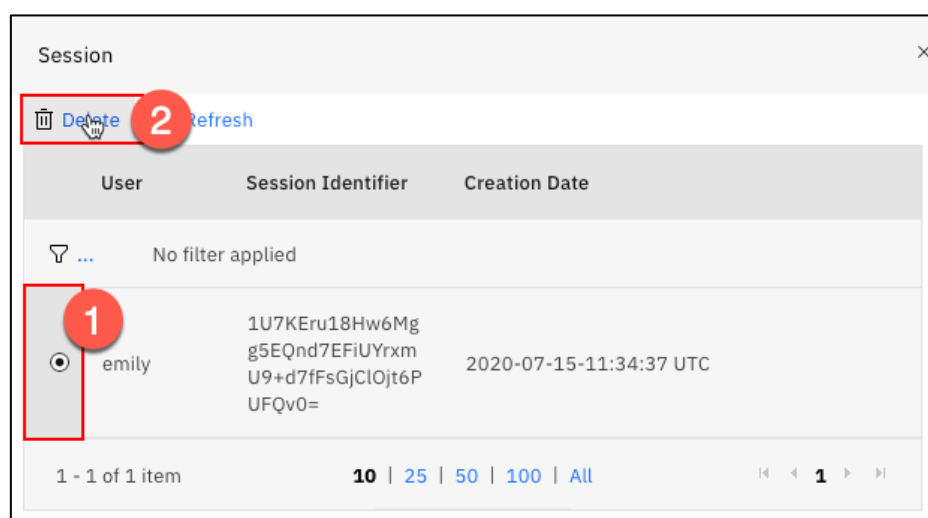 Session
Delete 2 Refresh
User Session Identifier Creation Date
... No filter applied
1
emily 1U7KEru18Hw6Mg
g5EQnd7EFiUYrxm
U9+d7fFsGjClOjt6P
UFQv0=
2020-07-15-11:34:37 UTC
1 - 1 of 1 item 10 | 25 | 50 | 100 | All 1